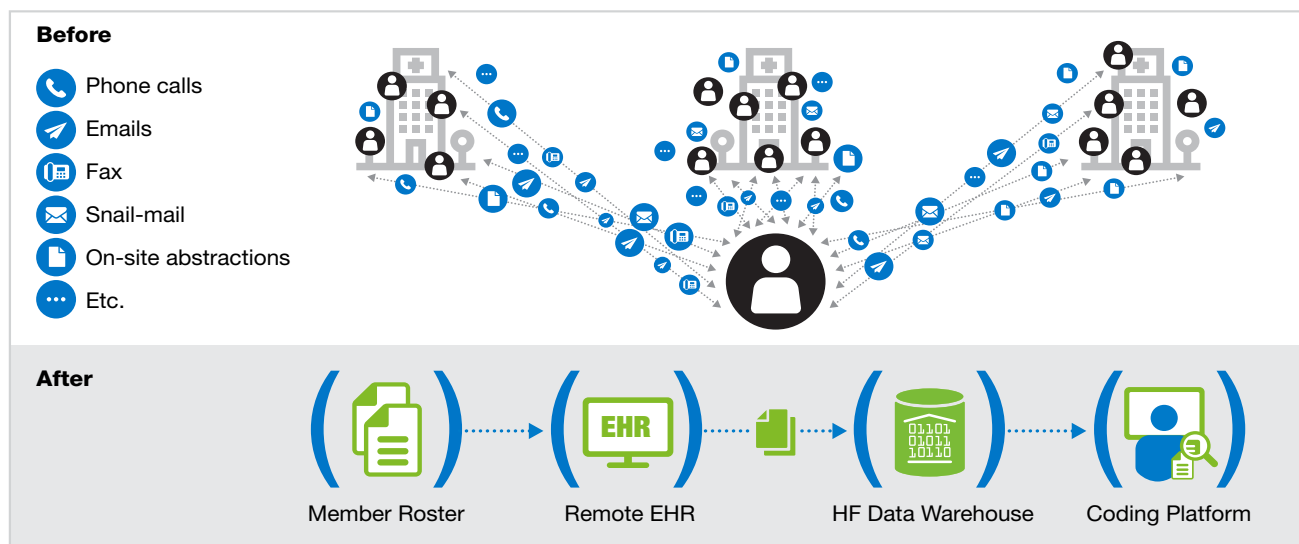 Before
Phone calls
Emails
Fax
Snail-mail
On-site abstractions
Etc.
After
EHR
01101
01011
10110
Member Roster
Remote EHR
HF Data Warehouse
Coding Platform